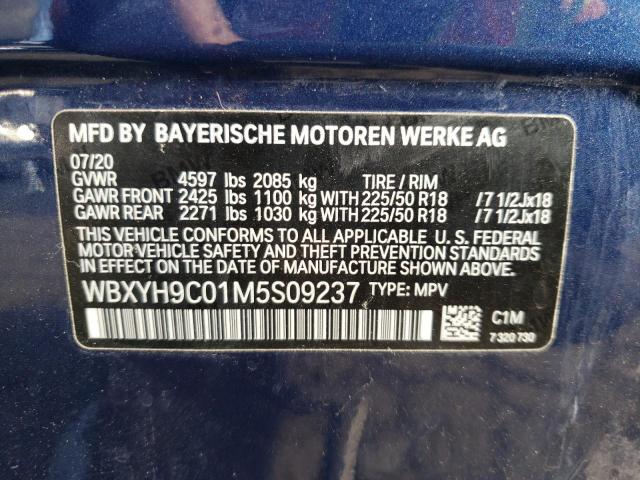 MFD BY BAYERISCHE MOTOREN WERKE AG
07/20
GVWR 4597 lbs 2085 kg TIRE / RIM
GAWR FRONT 2425 lbs 1100 kg WITH 225/50 R18 /7 1/2Jx18
GAWR REAR 2271 lbs 1030 kg WITH 225/50 R18 /7 1/2Jx18
THIS VEHICLE CONFORMS TO ALL APPLICABLE U. S. FEDERAL
MOTOR VEHICLE SAFETY AND THEFT PREVENTION STANDARDS
IN EFFECT ON THE DATE OF MANUFACTURE SHOWN ABOVE.
WBXYH9C01M5S09237 TYPE: MPV
C1M
7 320 730